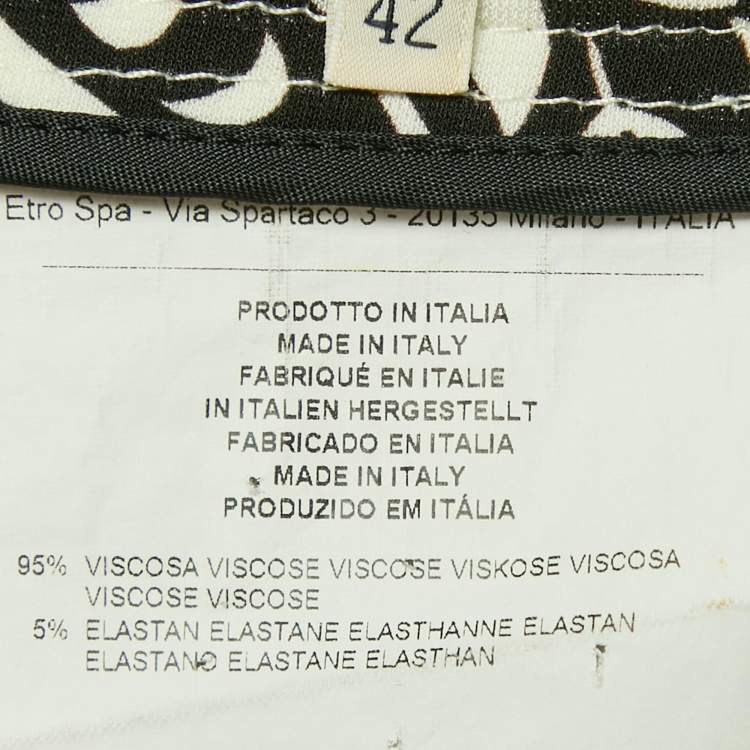 42
Etro Spa - Via Spartaco 3 - 20135 Milano - ITALIA
PRODOTTO IN ITALIA
MADE IN ITALY
FABRIQUÉ EN ITALIE
IN ITALIEN HERGESTELLT
FABRICADO EN ITALIA
MADE IN ITALY
PRODUZIDO EM ITÁLIA
95% VISCOSA VISCOSE VISCOSE VISKOSE VISCOSA
VISCOSE VISCOSE
5% ELASTAN ELASTANE ELASTHANNE ELASTAN
ELASTANO ELASTANE ELASTHAN